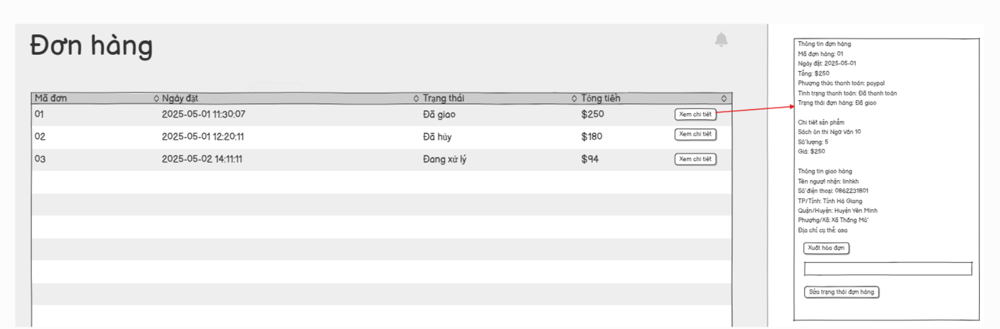 Đơn hàng
Mã đơn Ngày đặt Trạng thái Tổng tiền
01 2025-05-01 11:30:07 Đã giao $250 Xem chi tiết
02 2025-05-01 12:20:11 Đã hủy $180 Xem chi tiết
03 2025-05-02 14:11:11 Đang xử lý $94 Xem chi tiết
Thông tin đơn hàng
Mã đơn hàng: 01
Ngày đặt: 2025-05-01
Tổng: $250
Phương thức thanh toán: paypal
Tình trạng thanh toán: Đã thanh toán
Trạng thái đơn hàng: Đã giao
Chi tiết sản phẩm
Sách ôn thi Ngữ Văn 10
Số lượng: 5
Giá: $250
Thông tin giao hàng
Tên người nhận: linhkh
Số điện thoại: 0862231801
TP/Tỉnh: Tỉnh Hà Giang
Quận/Huyện: Huyện Yên Minh
Phường/Xã: Xã Thắng Mố
Địa chỉ cụ thể: asa
Xuất hóa đơn
Sửa trạng thái đơn hàng